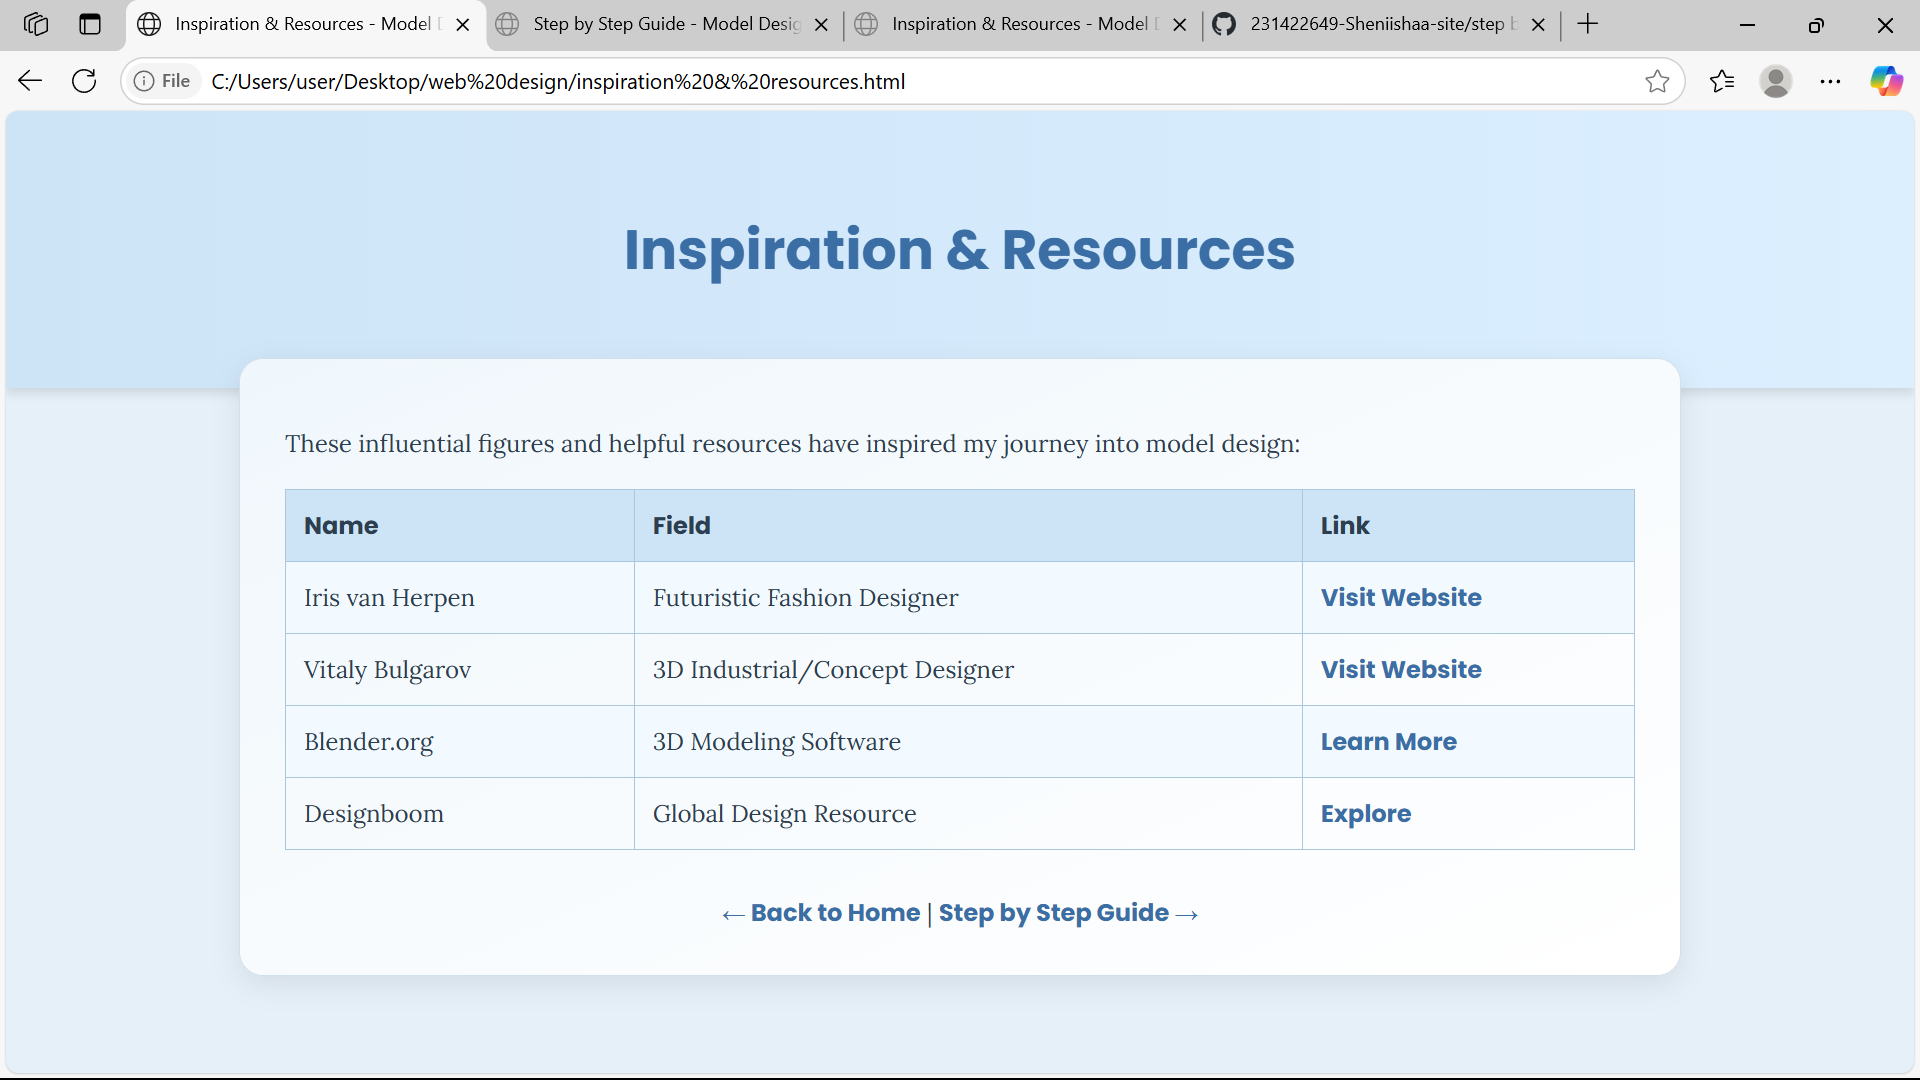 Inspiration & Resources - Model D
Step by Step Guide - Model Desig
Inspiration & Resources - Model D
231422649-Sheniishaa-site/step b
File
C:/Users/user/Desktop/web%20design/inspiration%20&%20resources.html
Inspiration & Resources
These influential figures and helpful resources have inspired my journey into model design:
Name Field Link
Iris van Herpen Futuristic Fashion Designer Visit Website
Vitaly Bulgarov 3D Industrial/Concept Designer Visit Website
Blender.org 3D Modeling Software Learn More
Designboom Global Design Resource Explore
← Back to Home | Step by Step Guide →